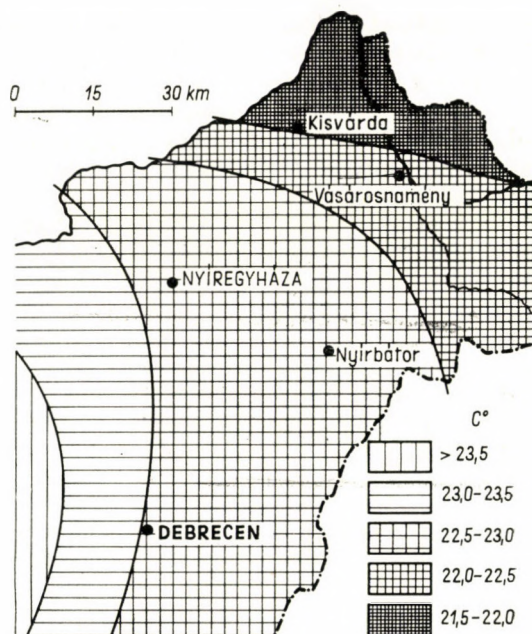 0 15 30 km
Kisvárda
Vásárosnamény
NYÍREGYHÁZA
Nyírbátor
DEBRECEN
C°
> 23,5
23,0-23,5
22,5-23,0
22,0-22,5
21,5-22,0